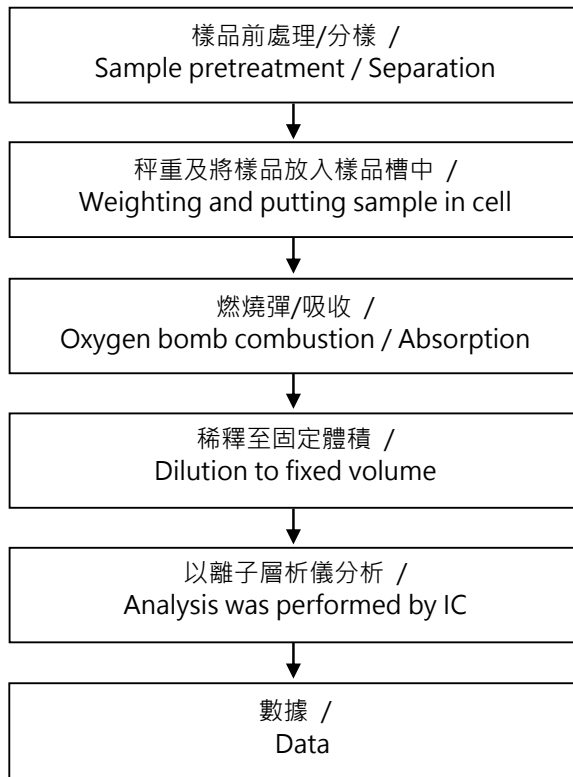 樣品前處理/分樣 /
Sample pretreatment / Separation
秤重及將樣品放入樣品槽中 /
Weighting and putting sample in cell
燃燒彈/吸收 /
Oxygen bomb combustion / Absorption
稀釋至固定體積 /
Dilution to fixed volume
以離子層析儀分析 /
Analysis was performed by IC
數據 /
Data